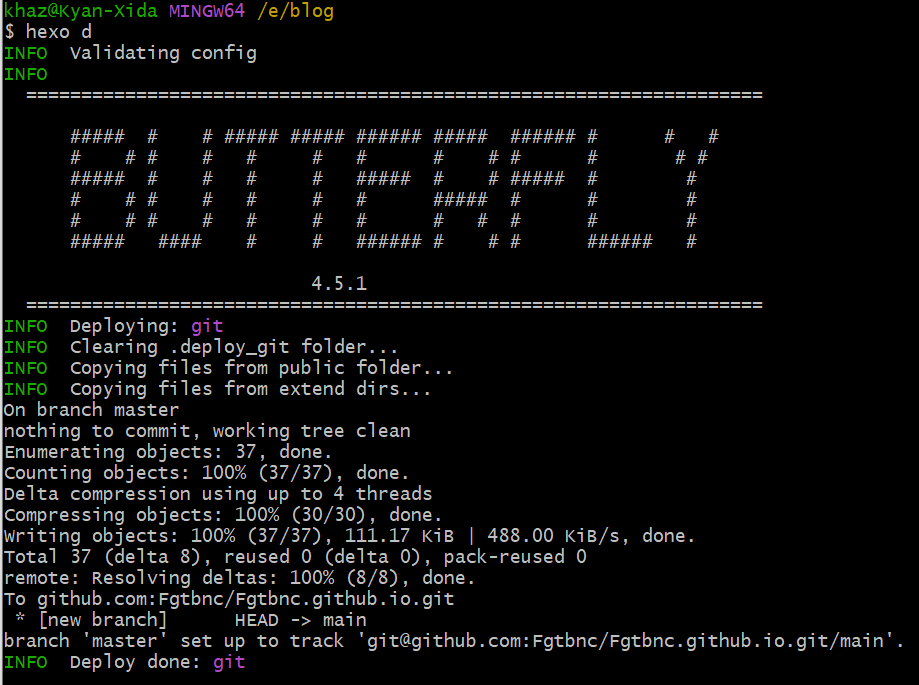 khaz@Kyan-Xida MINGW64 /e/blog
$ hexo d
INFO  Validating config
INFO
  ===================================================================

      #####  #    # ##### ##### ###### #####  ###### #      #   #
      #    # #    #   #     #   #      #    # #      #       # #
      #####  #    #   #     #   #####  #    # #####  #        #
      #    # #    #   #     #   #      #####  #      #        #
      #    # #    #   #     #   #      #   #  #      #        #
      #####   ####    #     #   ###### #    # #      ######   #

                            4.5.1
  ===================================================================
INFO  Deploying: git
INFO  Clearing .deploy_git folder...
INFO  Copying files from public folder...
INFO  Copying files from extend dirs...
On branch master
nothing to commit, working tree clean
Enumerating objects: 37, done.
Counting objects: 100% (37/37), done.
Delta compression using up to 4 threads
Compressing objects: 100% (30/30), done.
Writing objects: 100% (37/37), 111.17 KiB | 488.00 KiB/s, done.
Total 37 (delta 8), reused 0 (delta 0), pack-reused 0
remote: Resolving deltas: 100% (8/8), done.
To github.com:Fgtbnc/Fgtbnc.github.io.git
 * [new branch]      HEAD -> main
branch 'master' set up to track 'git@github.com:Fgtbnc/Fgtbnc.github.io.git/main'.
INFO  Deploy done: git